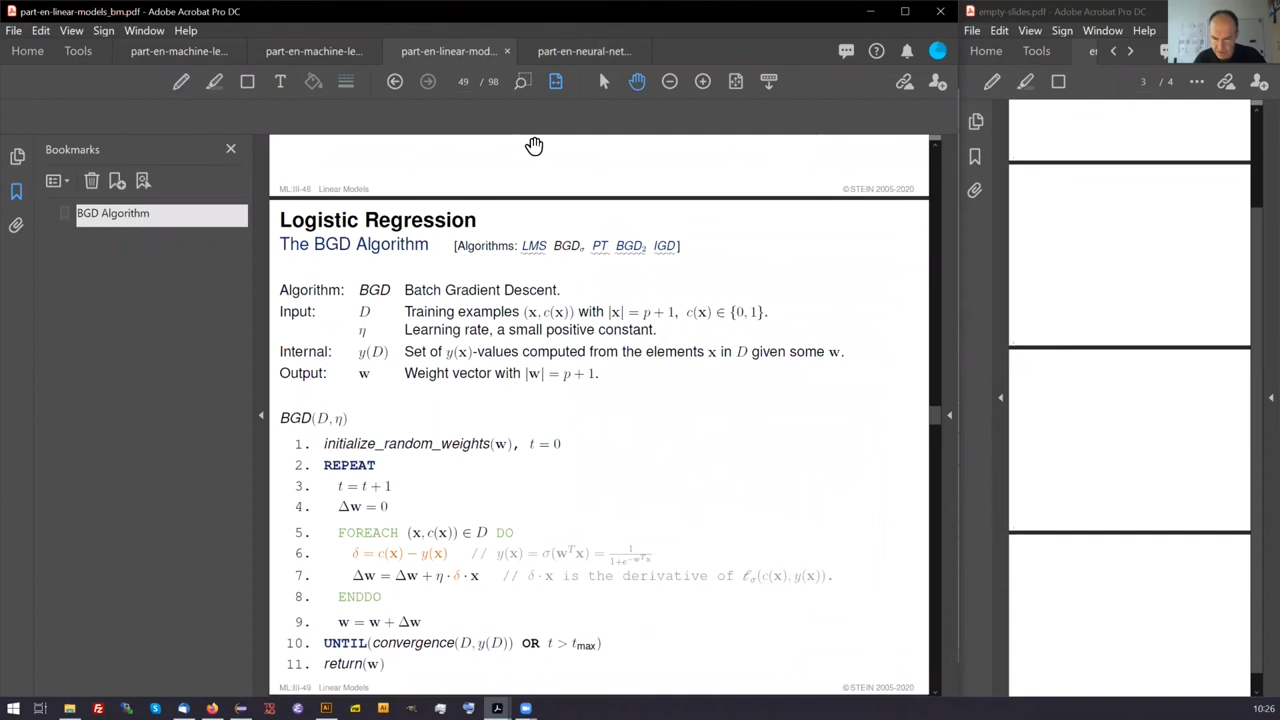 part-en-linear-models_bm.pdf - Adobe Acrobat Pro DC
File Edit View Sign Window Help
Home Tools part-en-machine-le... part-en-machine-le... part-en-linear-mod... × part-en-neural-net...
49 / 98
Bookmarks
BGD Algorithm
ML:III-48 Linear Models ©STEIN 2005-2020
Logistic Regression
The BGD Algorithm [Algorithms: LMS BGDσ PT BGD₂ IGD]
Algorithm: BGD Batch Gradient Descent.
Input: D Training examples (x, c(x)) with |x| = p + 1, c(x) ∈ {0, 1}.
η Learning rate, a small positive constant.
Internal: y(D) Set of y(x)-values computed from the elements x in D given some w.
Output: w Weight vector with |w| = p + 1.
BGD(D, η)
1. initialize_random_weights(w), t = 0
2. REPEAT
3. t = t + 1
4. Δw = 0
5. FOREACH (x, c(x)) ∈ D DO
6. δ = c(x) − y(x) // y(x) = σ(wᵀx) = 1/(1+e^(−wᵀx))
7. Δw = Δw + η · δ · x // δ · x is the derivative of ℓσ(c(x), y(x)).
8. ENDDO
9. w = w + Δw
10. UNTIL(convergence(D, y(D)) OR t > tmax)
11. return(w)
ML:III-49 Linear Models ©STEIN 2005-2020
empty-slides.pdf - Adobe Acrobat Pro DC
File Edit View Sign Window Help
Home Tools
3 / 4
10:26